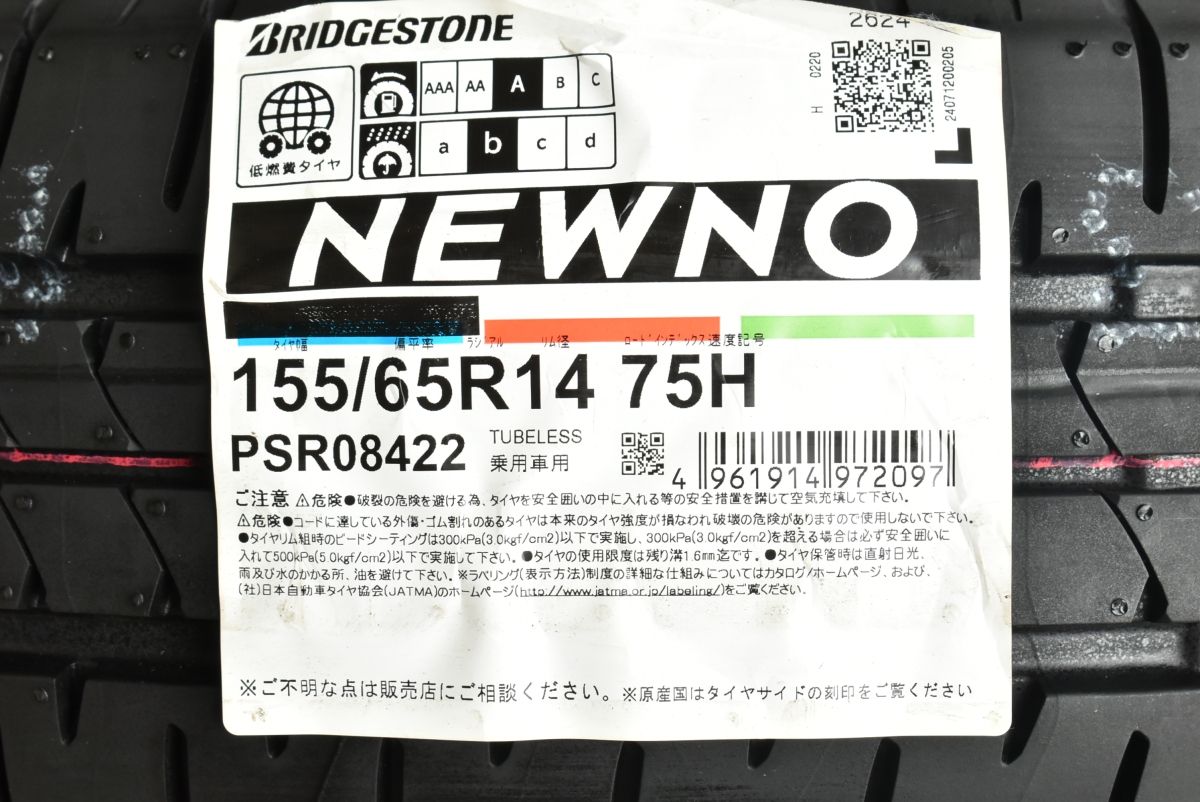 BRIDGESTONE
2624
低燃費タイヤ
AAA AA A B C
a b c d
H 0220
24071200205
NEWNO
タイヤ幅 偏平率 ラジアル リム径 ロードインデックス 速度記号
155/65R14 75H
PSR08422
TUBELESS
乗用車用
4 961914 972097
ご注意 ⚠危険●破裂の危険を避ける為、タイヤを安全囲いの中に入れる等の安全措置を講じて空気充填して下さい。
⚠危険●コードに達している外傷・ゴム割れのあるタイヤは本来のタイヤ強度が損なわれ破壊の危険がありますので使用しないで下さい。
●タイヤリム組時のビードシーティングは300kPa(3.0kgf/cm2)以下で実施し、300kPa(3.0kgf/cm2)を超える場合は必ず安全囲いに
入れて500kPa(5.0kgf/cm2)以下で実施して下さい。●タイヤの使用限度は残り溝1.6mm迄です。●タイヤ保管時は直射日光、
雨及び水のかかる所、油を避けて下さい。※ラベリング(表示方法)制度の詳細な仕組みについてはカタログ/ホームページ、および、
(社)日本自動車タイヤ協会(JATMA)のホームページ(http://www.jatma.or.jp/labeling/)をご覧ください。
※ご不明な点は販売店にご相談ください。※原産国はタイヤサイドの刻印をご覧ください